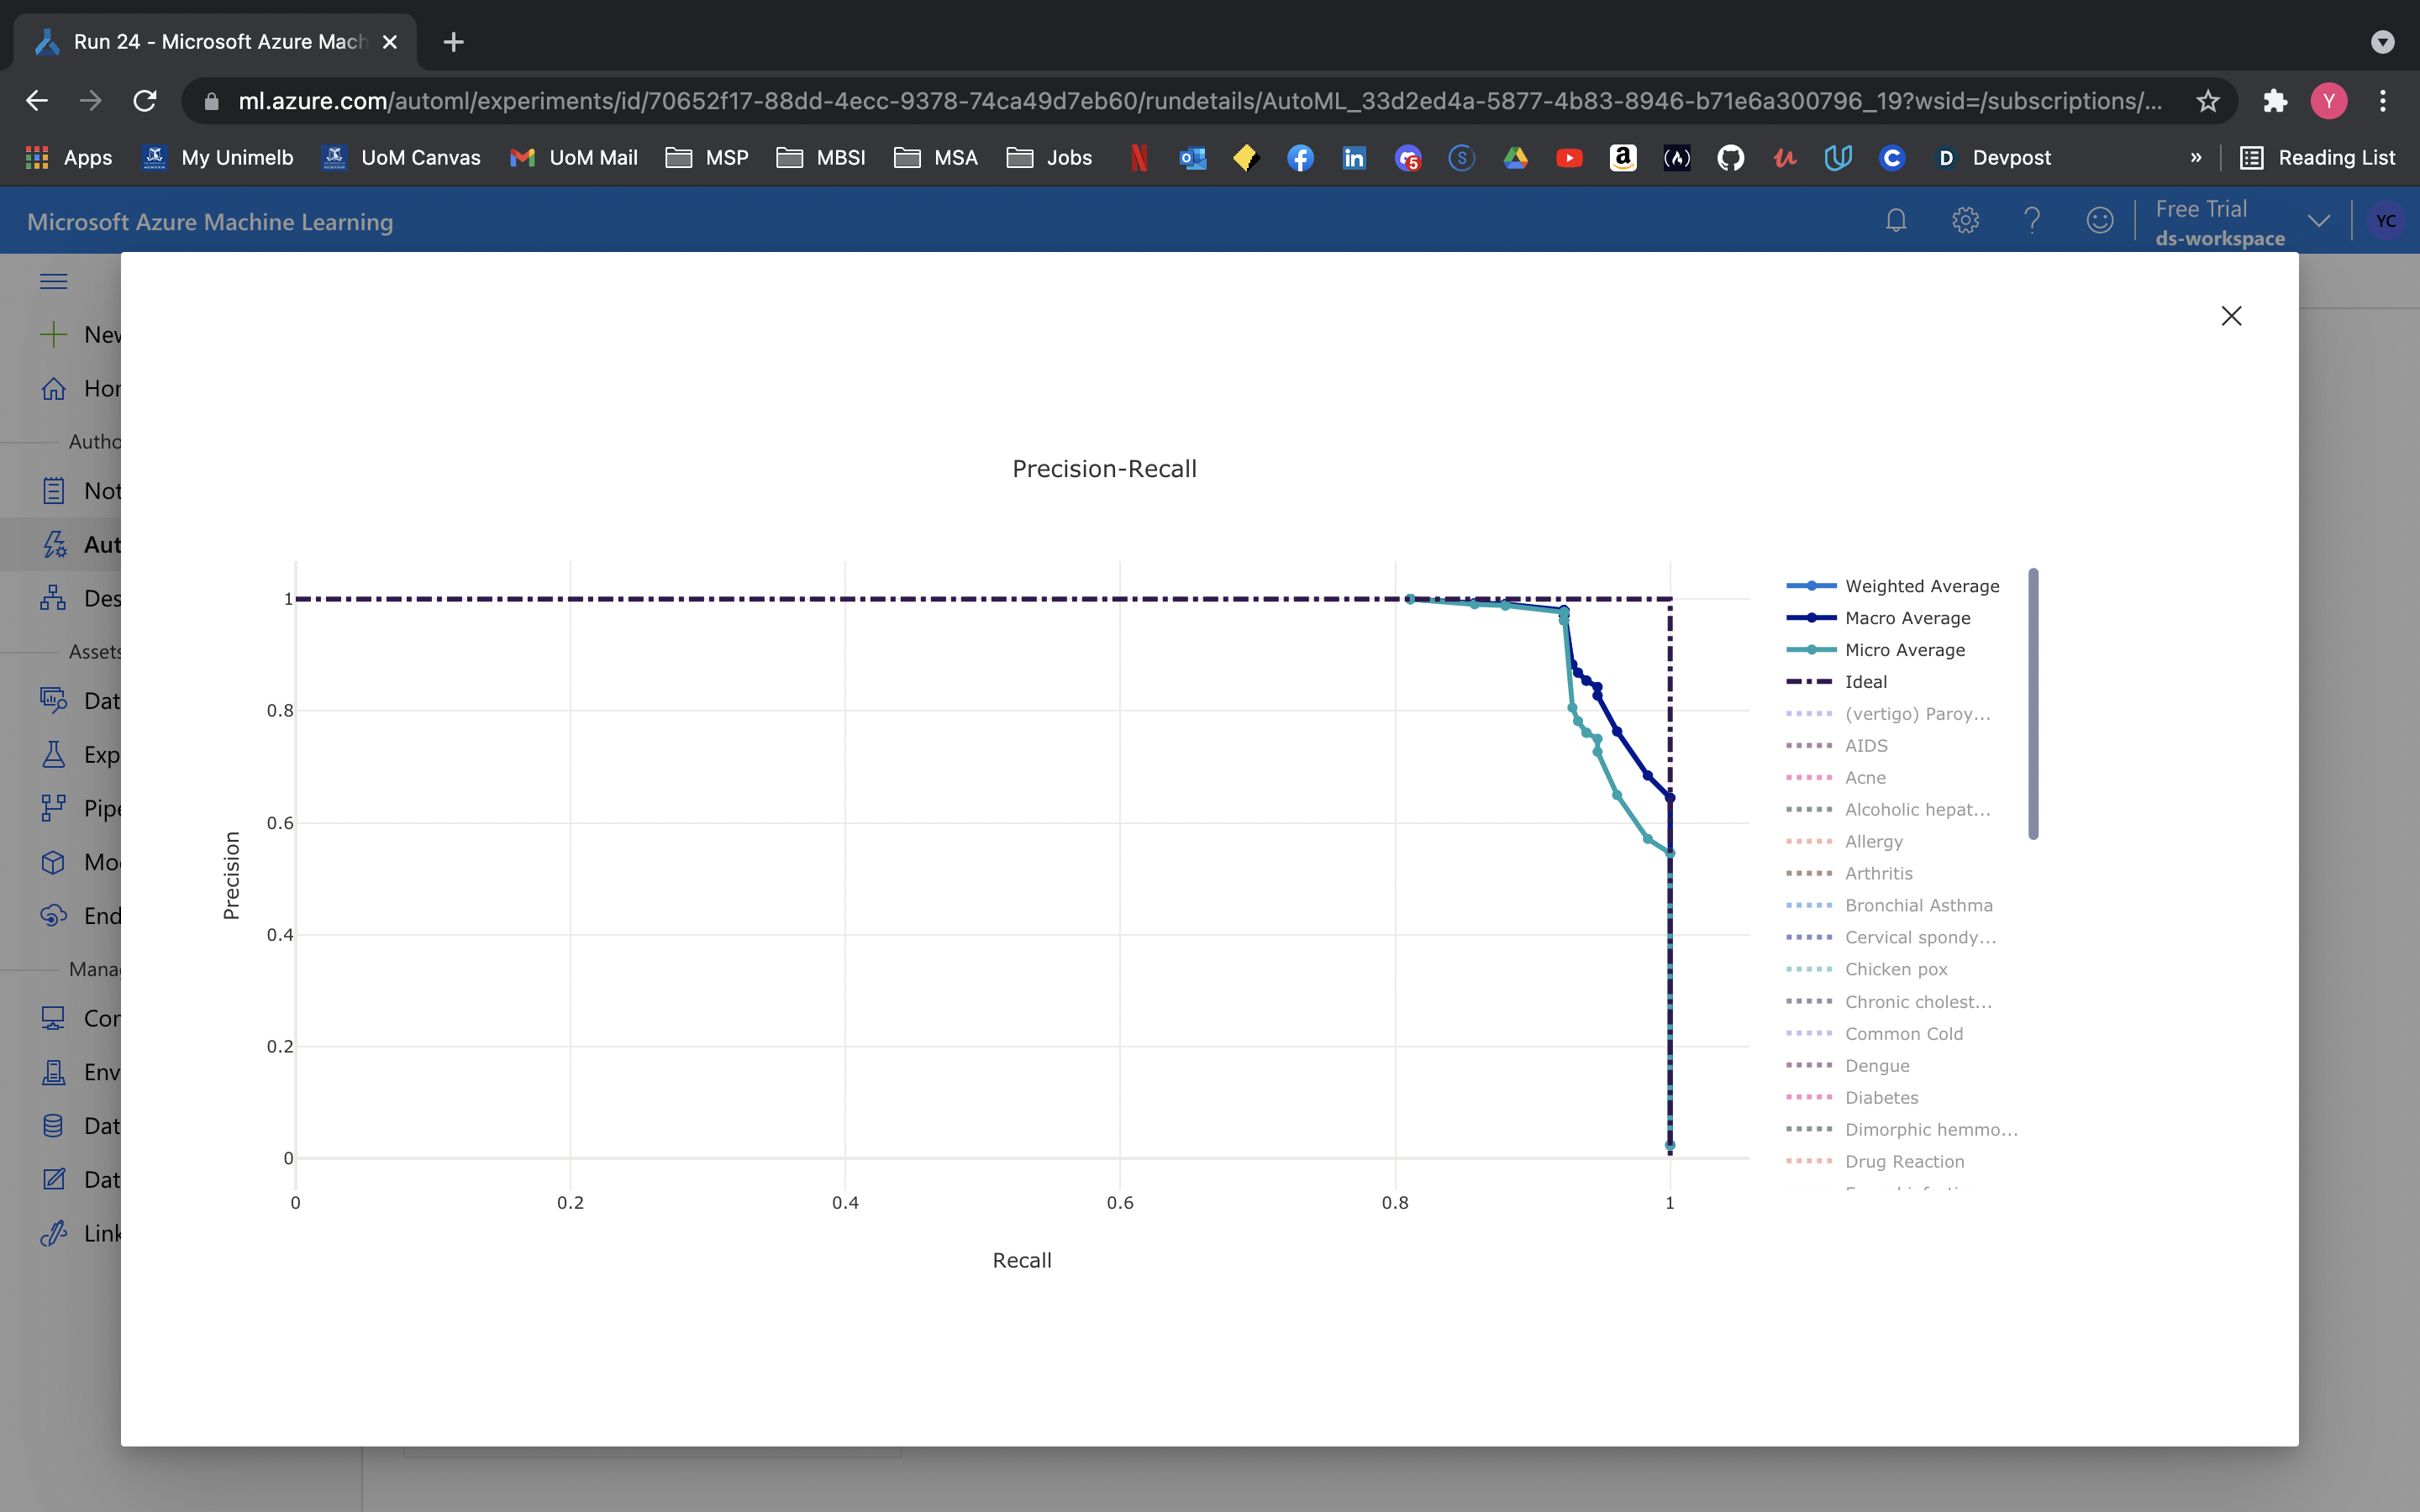 Run 24 - Microsoft Azure Mach
ml.azure.com/automl/experiments/id/70652f17-88dd-4ecc-9378-74ca49d7eb60/rundetails/AutoML_33d2ed4a-5877-4b83-8946-b71e6a300796_19?wsid=/subscriptions/...
Y
Apps My Unimelb UoM Canvas UoM Mail MSP MBSI MSA Jobs Devpost » Reading List
Microsoft Azure Machine Learning
Free Trial
ds-workspace
YC
New
Hor
Autho
Not
Aut
Des
Assets
Dat
Exp
Pipe
Mo
End
Mana
Con
Env
Dat
Dat
Link
Precision-Recall
1
0.8
0.6
0.4
0.2
0
Precision
0 0.2 0.4 0.6 0.8 1
Recall
Weighted Average
Macro Average
Micro Average
Ideal
(vertigo) Paroy...
AIDS
Acne
Alcoholic hepat...
Allergy
Arthritis
Bronchial Asthma
Cervical spondy...
Chicken pox
Chronic cholest...
Common Cold
Dengue
Diabetes
Dimorphic hemmo...
Drug Reaction